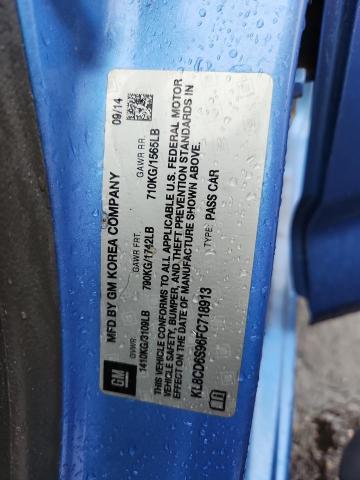 MFD BY GM KOREA COMPANY
09/14
GVWR
GAWR FRT.
GAWR RR.
1410KG/3109LB
790KG/1742LB
710KG/1565LB
THIS VEHICLE CONFORMS TO ALL APPLICABLE U.S. FEDERAL MOTOR
VEHICLE SAFETY, BUMPER, AND THEFT PREVENTION STANDARDS IN
EFFECT ON THE DATE OF MANUFACTURE SHOWN ABOVE.
KL8CD6S96FC718913
TYPE: PASS CAR
GM